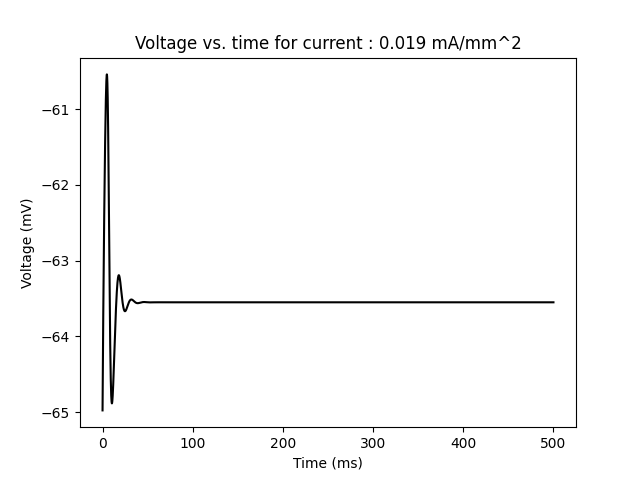 Voltage vs. time for current : 0.019 mA/mm^2
Voltage (mV)
−61
−62
−63
−64
−65
0 100 200 300 400 500
Time (ms)